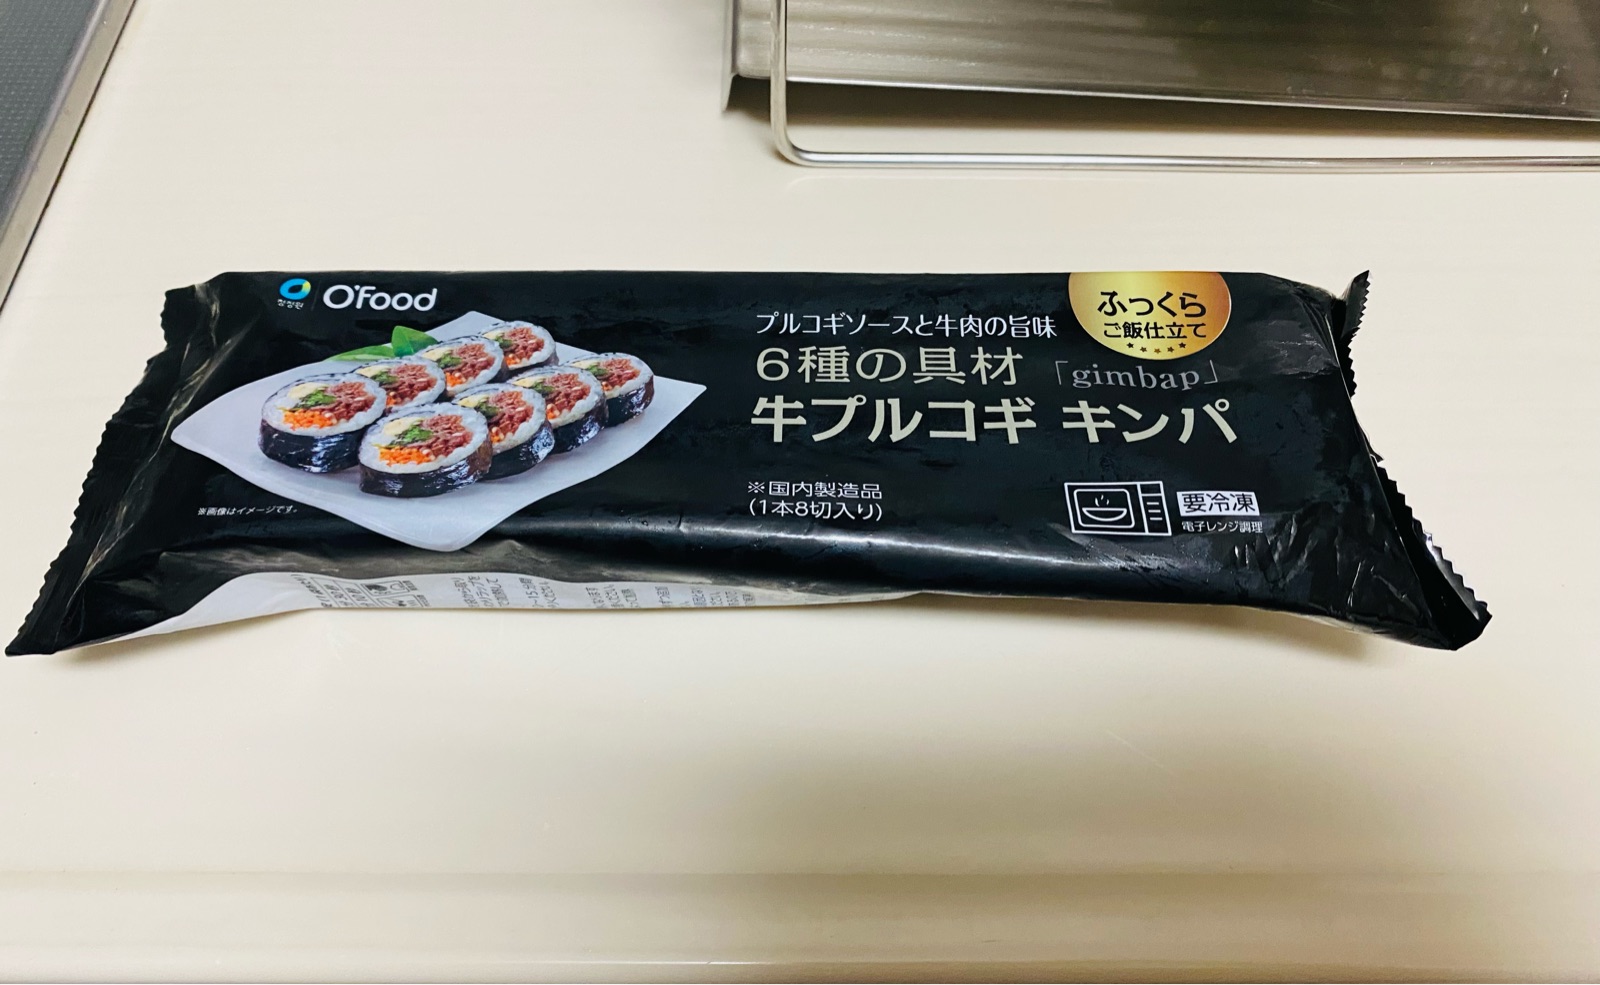 청정원
O'Food
プルコギソースと牛肉の旨味
6種の具材「gimbap」
牛プルコギ キンパ
ふっくら
ご飯仕立て
※国内製造品
(1本8切入り)
要冷凍
電子レンジ調理
※画像はイメージです。